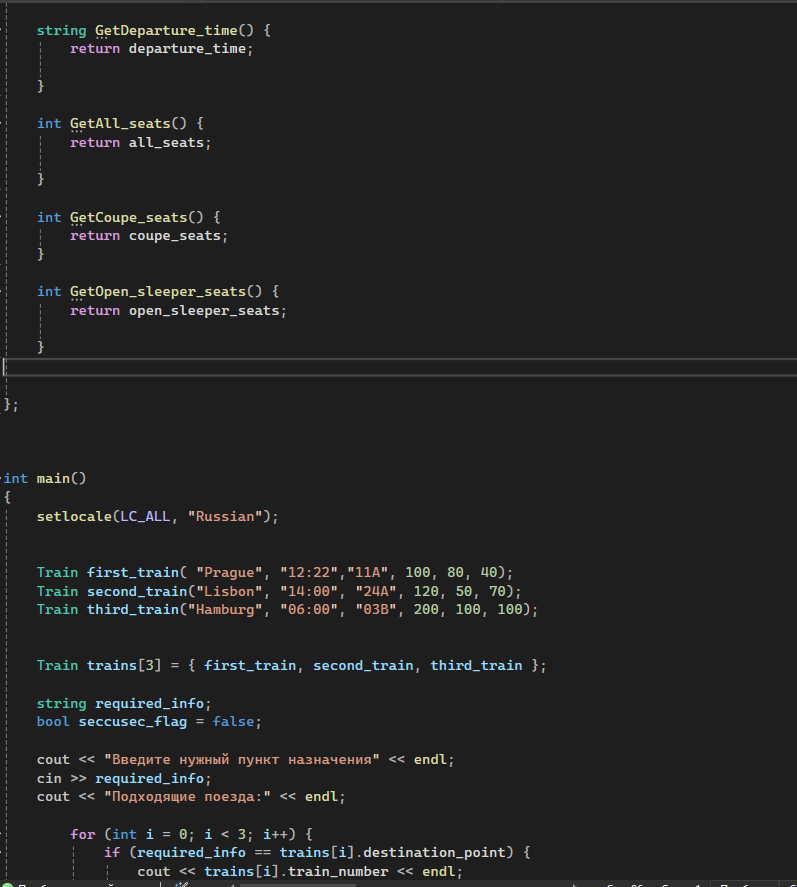 string GetDeparture_time() {
return departure_time;
}
int GetAll_seats() {
return all_seats;
}
int GetCoupe_seats() {
return coupe_seats;
}
int GetOpen_sleeper_seats() {
return open_sleeper_seats;
}
};
int main()
{
setlocale(LC_ALL, "Russian");
Train first_train( "Prague", "12:22","11A", 100, 80, 40);
Train second_train("Lisbon", "14:00", "24A", 120, 50, 70);
Train third_train("Hamburg", "06:00", "03B", 200, 100, 100);
Train trains[3] = { first_train, second_train, third_train };
string required_info;
bool seccusec_flag = false;
cout << "Введите нужный пункт назначения" << endl;
cin >> required_info;
cout << "Подходящие поезда:" << endl;
for (int i = 0; i < 3; i++) {
if (required_info == trains[i].destination_point) {
cout << trains[i].train_number << endl;